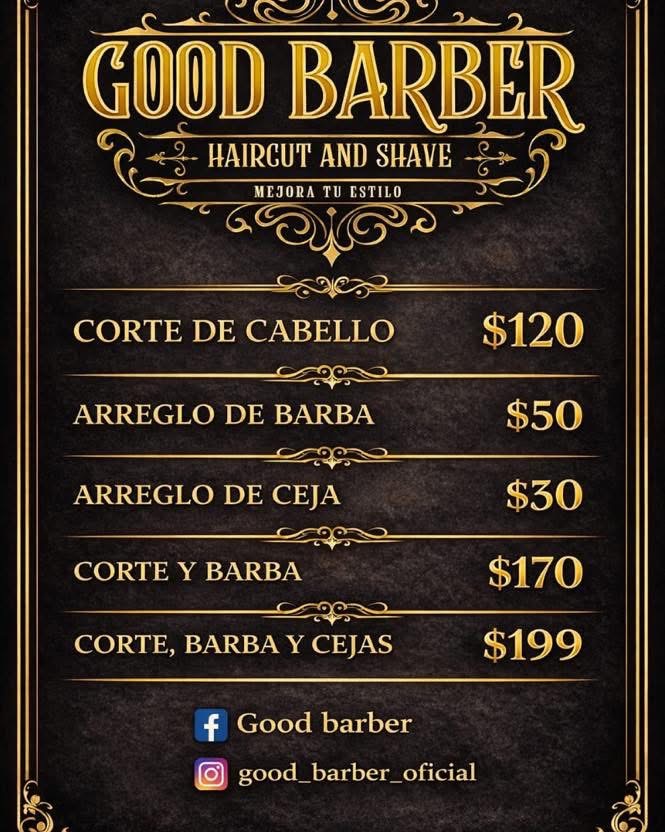 GOOD BARBER
HAIRCUT AND SHAVE
MEJORA TU ESTILO
CORTE DE CABELLO $120
ARREGLO DE BARBA $50
ARREGLO DE CEJA $30
CORTE Y BARBA $170
CORTE, BARBA Y CEJAS $199
Good barber
good_barber_oficial